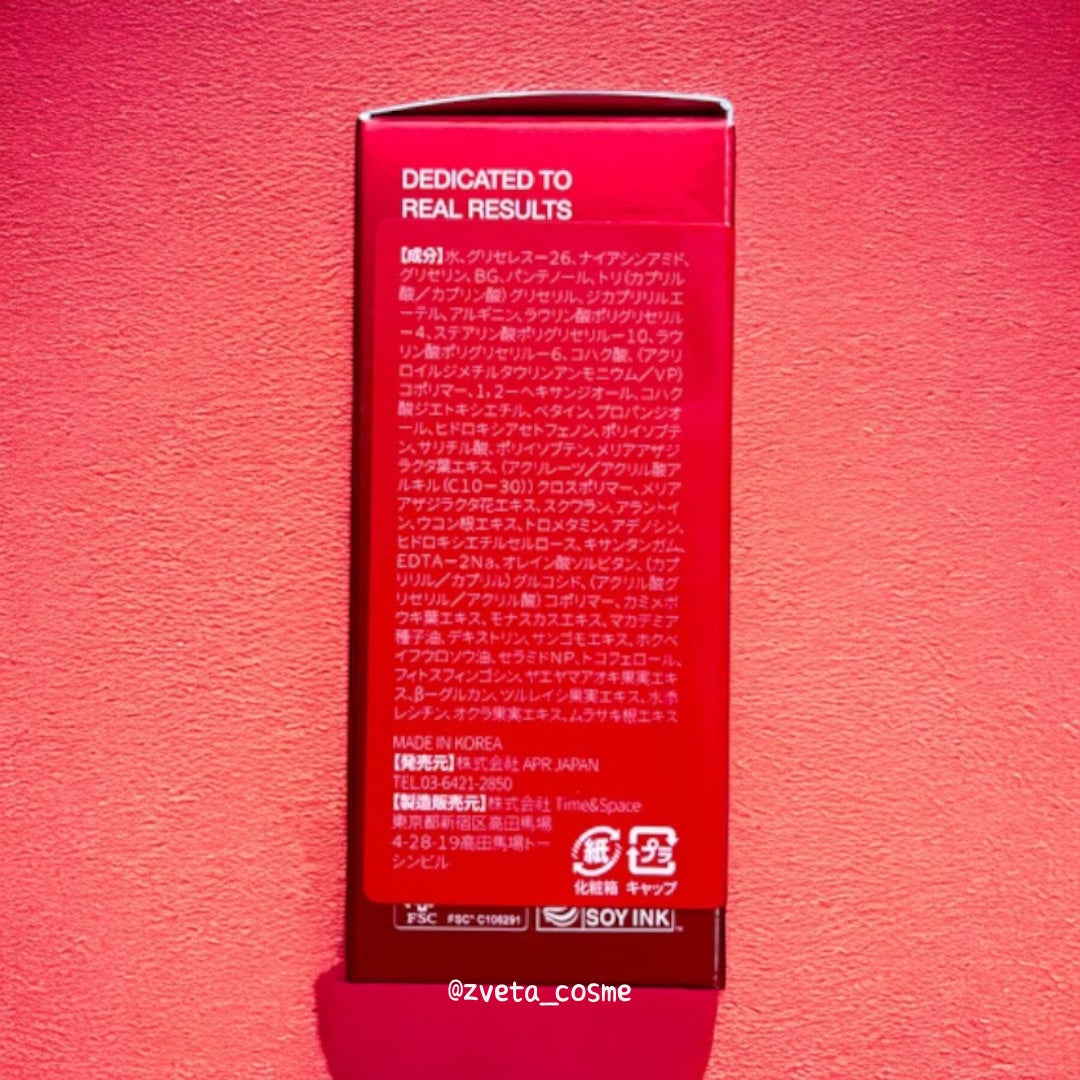 DEDICATED TO
REAL RESULTS
【成分】水、グリセレス－26、ナイアシンアミド、
グリセリン、BG、パンテノール、トリ(カプリル
酸／カプリン酸)グリセリル、ジカプリリルエ
ーテル、アルギニン、ラウリン酸ポリグリセリル
－4、ステアリン酸ポリグリセリル－10、ラウ
リン酸ポリグリセリル－6、コハク酸、(アクリ
ロイルジメチルタウリンアンモニウム／VP)
コポリマー、1,2－ヘキサンジオール、コハク
酸ジエトキシエチル、ベタイン、プロパンジオ
ール、ヒドロキシアセトフェノン、ポリイソブテ
ン、サリチル酸、ポリイソブテン、メリアアザジ
ラクタ葉エキス、(アクリレーツ／アクリル酸ア
ルキル(C10－30))クロスポリマー、メリア
アザジラクタ花エキス、スクワラン、アラントイ
ン、ウコン根エキス、トロメタミン、アデノシン、
ヒドロキシエチルセルロース、キサンタンガム、
EDTA－2Na、オレイン酸ソルビタン、(カプ
リリル／カプリル)グルコシド、(アクリル酸グ
リセリル／アクリル酸)コポリマー、カミメボ
ウキ葉エキス、モナスカスエキス、マカデミア
種子油、デキストリン、サンゴモエキス、ホクベ
イフウロソウ油、セラミドNP、トコフェロール、
フィトスフィンゴシン、ヤエヤマアオキ果実エキ
ス、β－グルカン、ツルレイシ果実エキス、水添
レシチン、オクラ果実エキス、ムラサキ根エキス
MADE IN KOREA
【発売元】株式会社 APR JAPAN
TEL.03-6421-2850
【製造販売元】株式会社 Time&Space
東京都新宿区高田馬場
4-28-19高田馬場トー
シンビル
紙 プラ
化粧箱 キャップ
FSC FSC® C106291 SOY INK™
@zveta_cosme